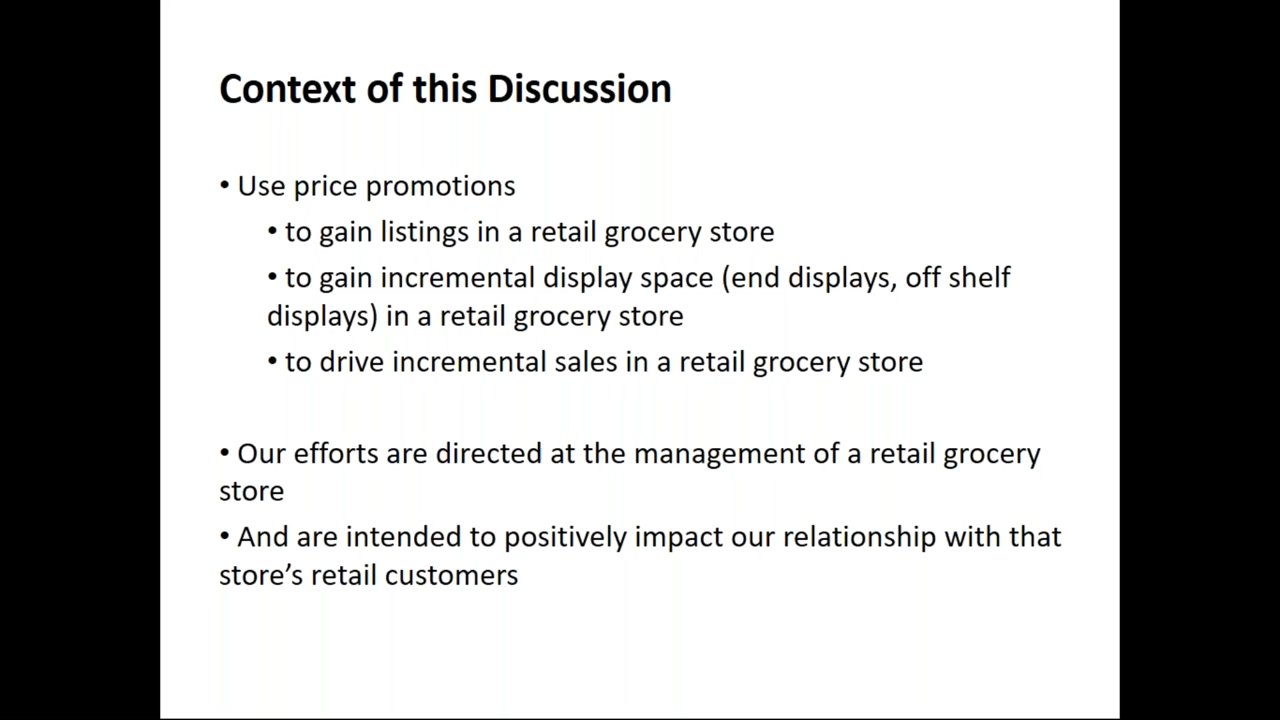 Context of this Discussion
• Use price promotions
• to gain listings in a retail grocery store
• to gain incremental display space (end displays, off shelf
displays) in a retail grocery store
• to drive incremental sales in a retail grocery store
• Our efforts are directed at the management of a retail grocery
store
• And are intended to positively impact our relationship with that
store’s retail customers